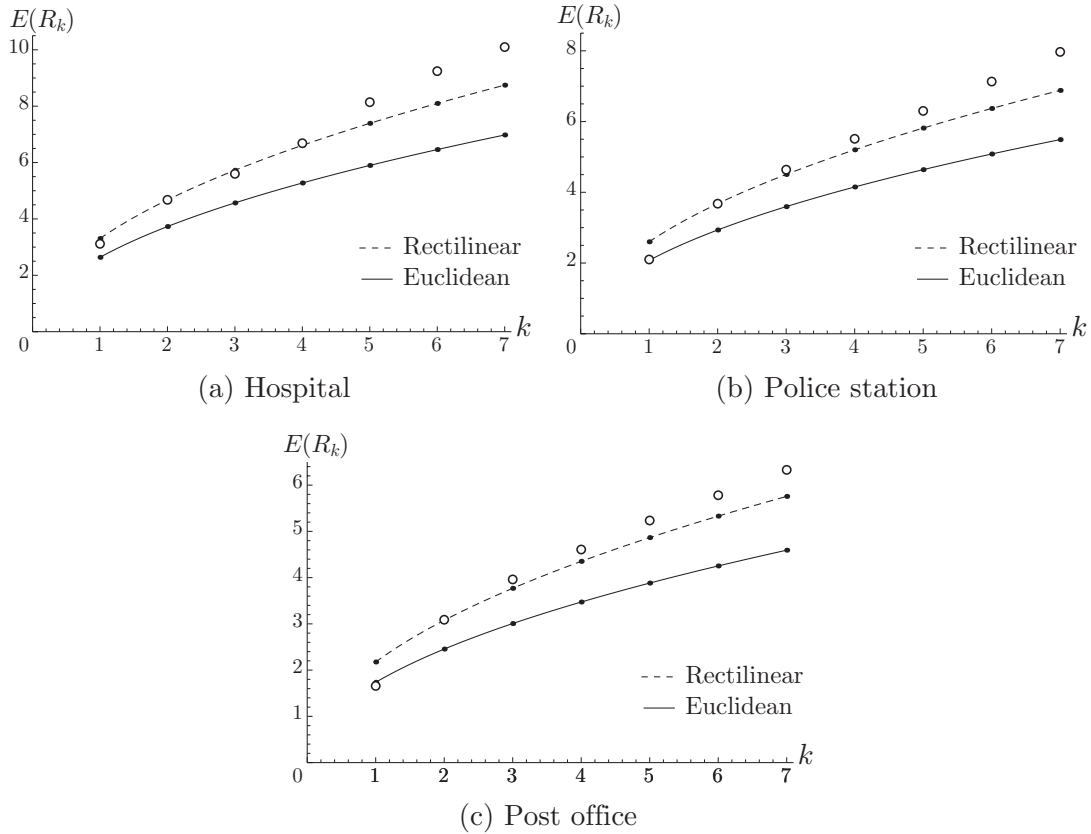 E(R_k)
10
8
6
4
2
0
1 2 3 4 5 6 7
k
Rectilinear
Euclidean
(a) Hospital
E(R_k)
8
6
4
2
0
1 2 3 4 5 6 7
k
Rectilinear
Euclidean
(b) Police station
E(R_k)
6
5
4
3
2
1
0
1 2 3 4 5 6 7
k
Rectilinear
Euclidean
(c) Post office